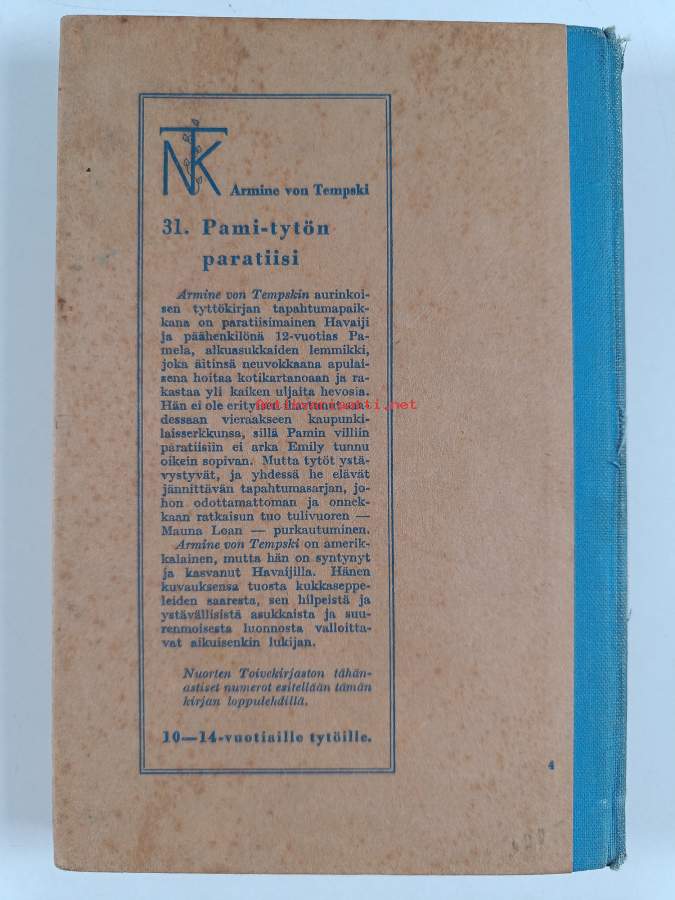 NTK
Armine von Tempski
31. Pami-tytön
paratiisi
Armine von Tempskin aurinkoi-
sen tyttökirjan tapahtumapaik-
kana on paratiisimainen Havaiji
ja päähenkilönä 12-vuotias Pa-
mela, alkuasukkaiden lemmikki,
joka äitinsä neuvokkaana apulai-
sena hoitaa kotikartanoaan ja ra-
kastaa yli kaiken uljaita hevosia.
Hän ei ole erityisen
antikvariaatti.net
dessaan vieraakseen kaupunki-
laisserkkunsa, sillä Pamin villiin
paratiisiin ei arka Emily tunnu
oikein sopivan. Mutta tytöt ystä-
vystyvät, ja yhdessä he elävät
jännittävän tapahtumasarjan, jo-
hon odottamattoman ja onnek-
kaan ratkaisun tuo tulivuoren —
Mauna Loan — purkautuminen.
Armine von Tempski on amerik-
kalainen, mutta hän on syntynyt
ja kasvanut Havaijilla. Hänen
kuvauksensa tuosta kukkaseppe-
leiden saaresta, sen hilpeistä ja
ystävällisistä asukkaista ja suu-
renmoisesta luonnosta valloitta-
vat aikuisenkin lukijan.
Nuorten Toivekirjaston tähän-
astiset numerot esitellään tämän
kirjan loppulehdillä.
10—14-vuotiaille tytöille.
4